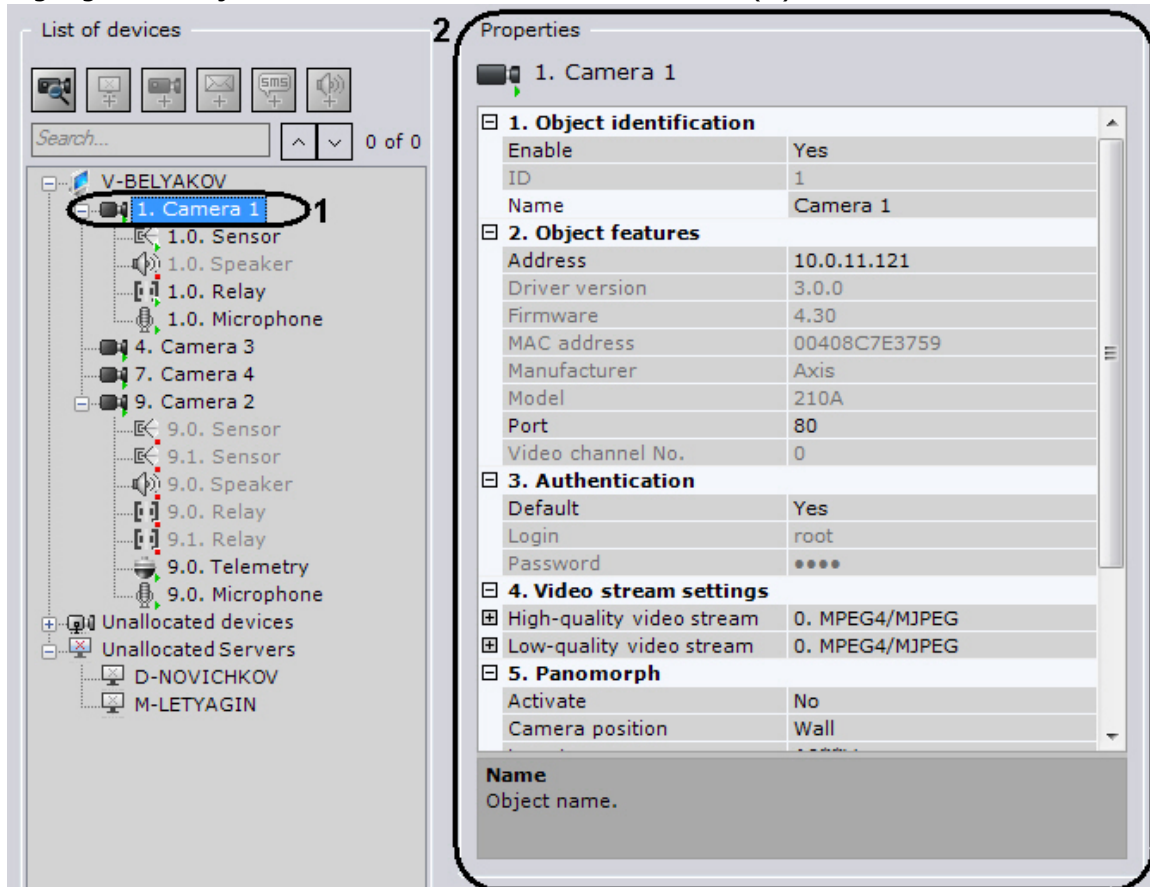 List of devices
sms
Search...
0 of 0
V-BELYAKOV
1. Camera 1
1
1.0. Sensor
1.0. Speaker
1.0. Relay
1.0. Microphone
4. Camera 3
7. Camera 4
9. Camera 2
9.0. Sensor
9.1. Sensor
9.0. Speaker
9.0. Relay
9.1. Relay
9.0. Telemetry
9.0. Microphone
Unallocated devices
Unallocated Servers
D-NOVICHKOV
M-LETYAGIN
2
Properties
1. Camera 1
1. Object identification
Enable Yes
ID 1
Name Camera 1
2. Object features
Address 10.0.11.121
Driver version 3.0.0
Firmware 4.30
MAC address 00408C7E3759
Manufacturer Axis
Model 210A
Port 80
Video channel No. 0
3. Authentication
Default Yes
Login root
Password ••••
4. Video stream settings
High-quality video stream 0. MPEG4/MJPEG
Low-quality video stream 0. MPEG4/MJPEG
5. Panomorph
Activate No
Camera position Wall
Name
Object name.